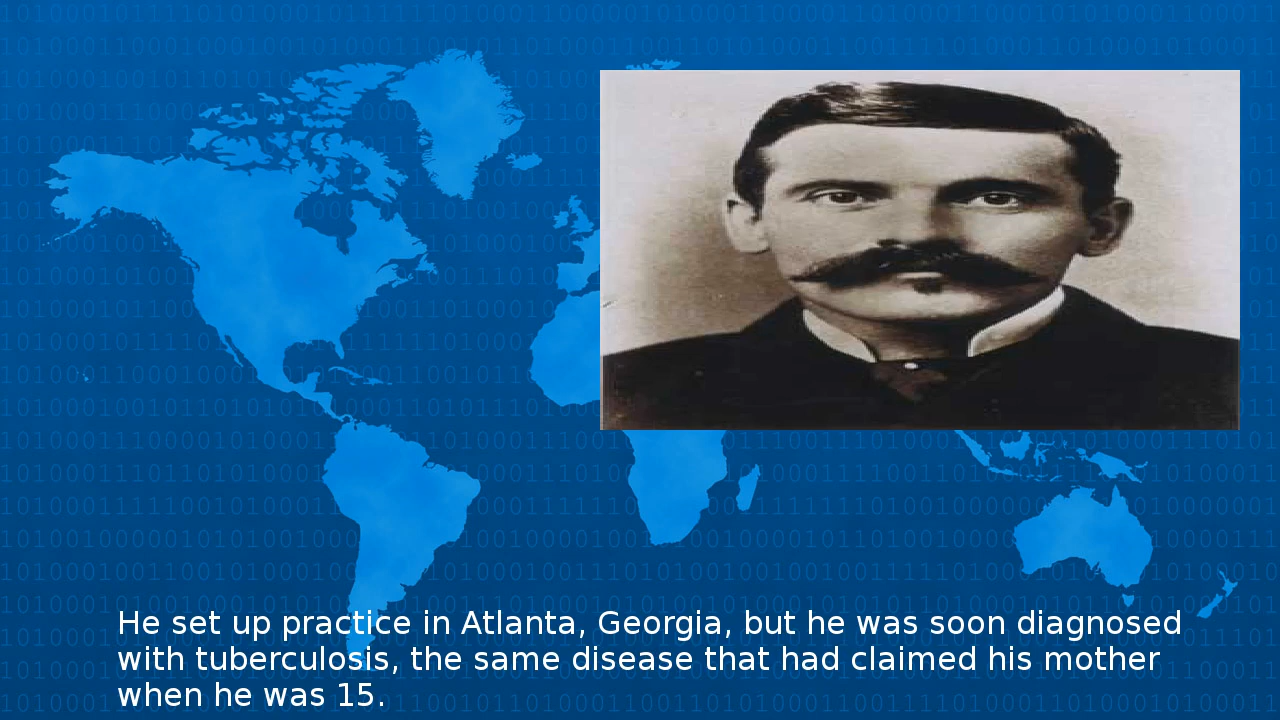 He set up practice in Atlanta, Georgia, but he was soon diagnosed
with tuberculosis, the same disease that had claimed his mother
when he was 15.